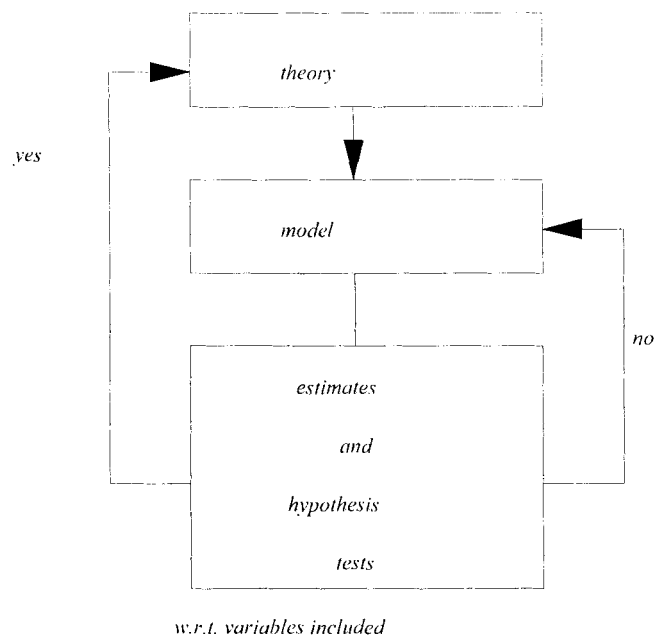 theory
yes
model
no
estimates
and
hypothesis
tests
w.r.t. variables included